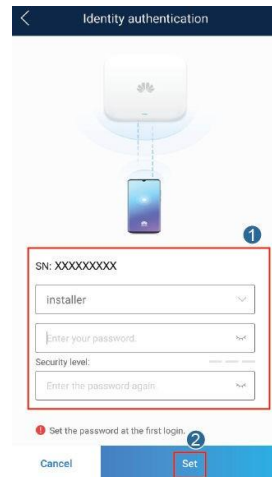 Identity authentication
1
SN: XXXXXXXXX
installer
Enter your password.
Security level:
Enter the password again.
Set the password at the first login.
2
Cancel
Set